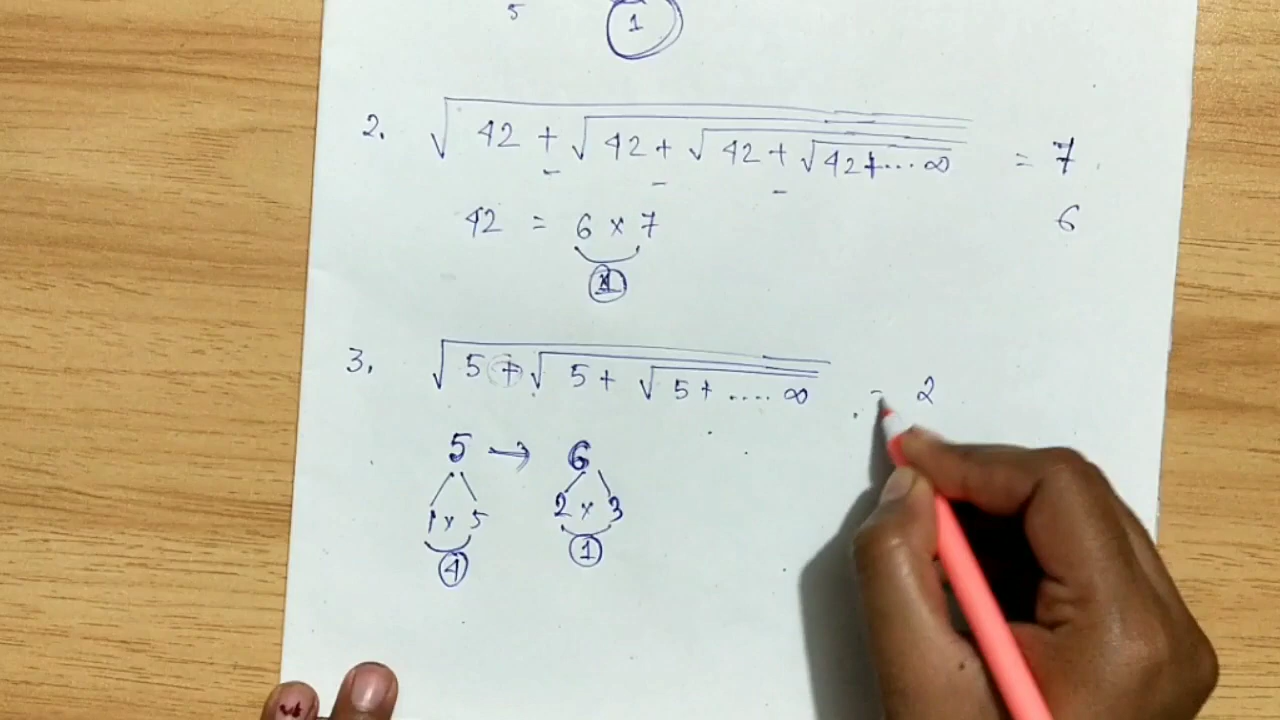 5 1
2. √42 + √42 + √42 + √42+...∞ = 7
6
42 = 6 × 7
1
3. √5 + √5 + √5+....∞ = 2
5 → 6
1 × 5 2 × 3
4 1